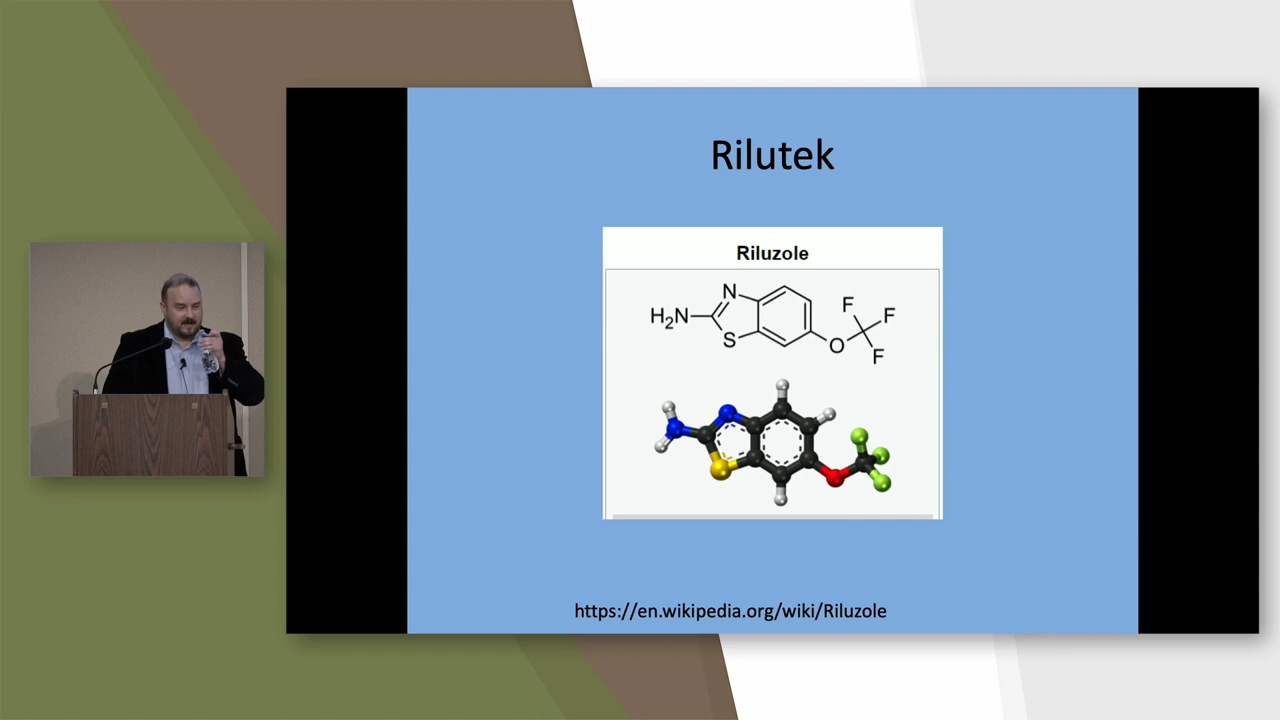 Rilutek
Riluzole
N
H₂N
S
O
F
F
F
https://en.wikipedia.org/wiki/Riluzole